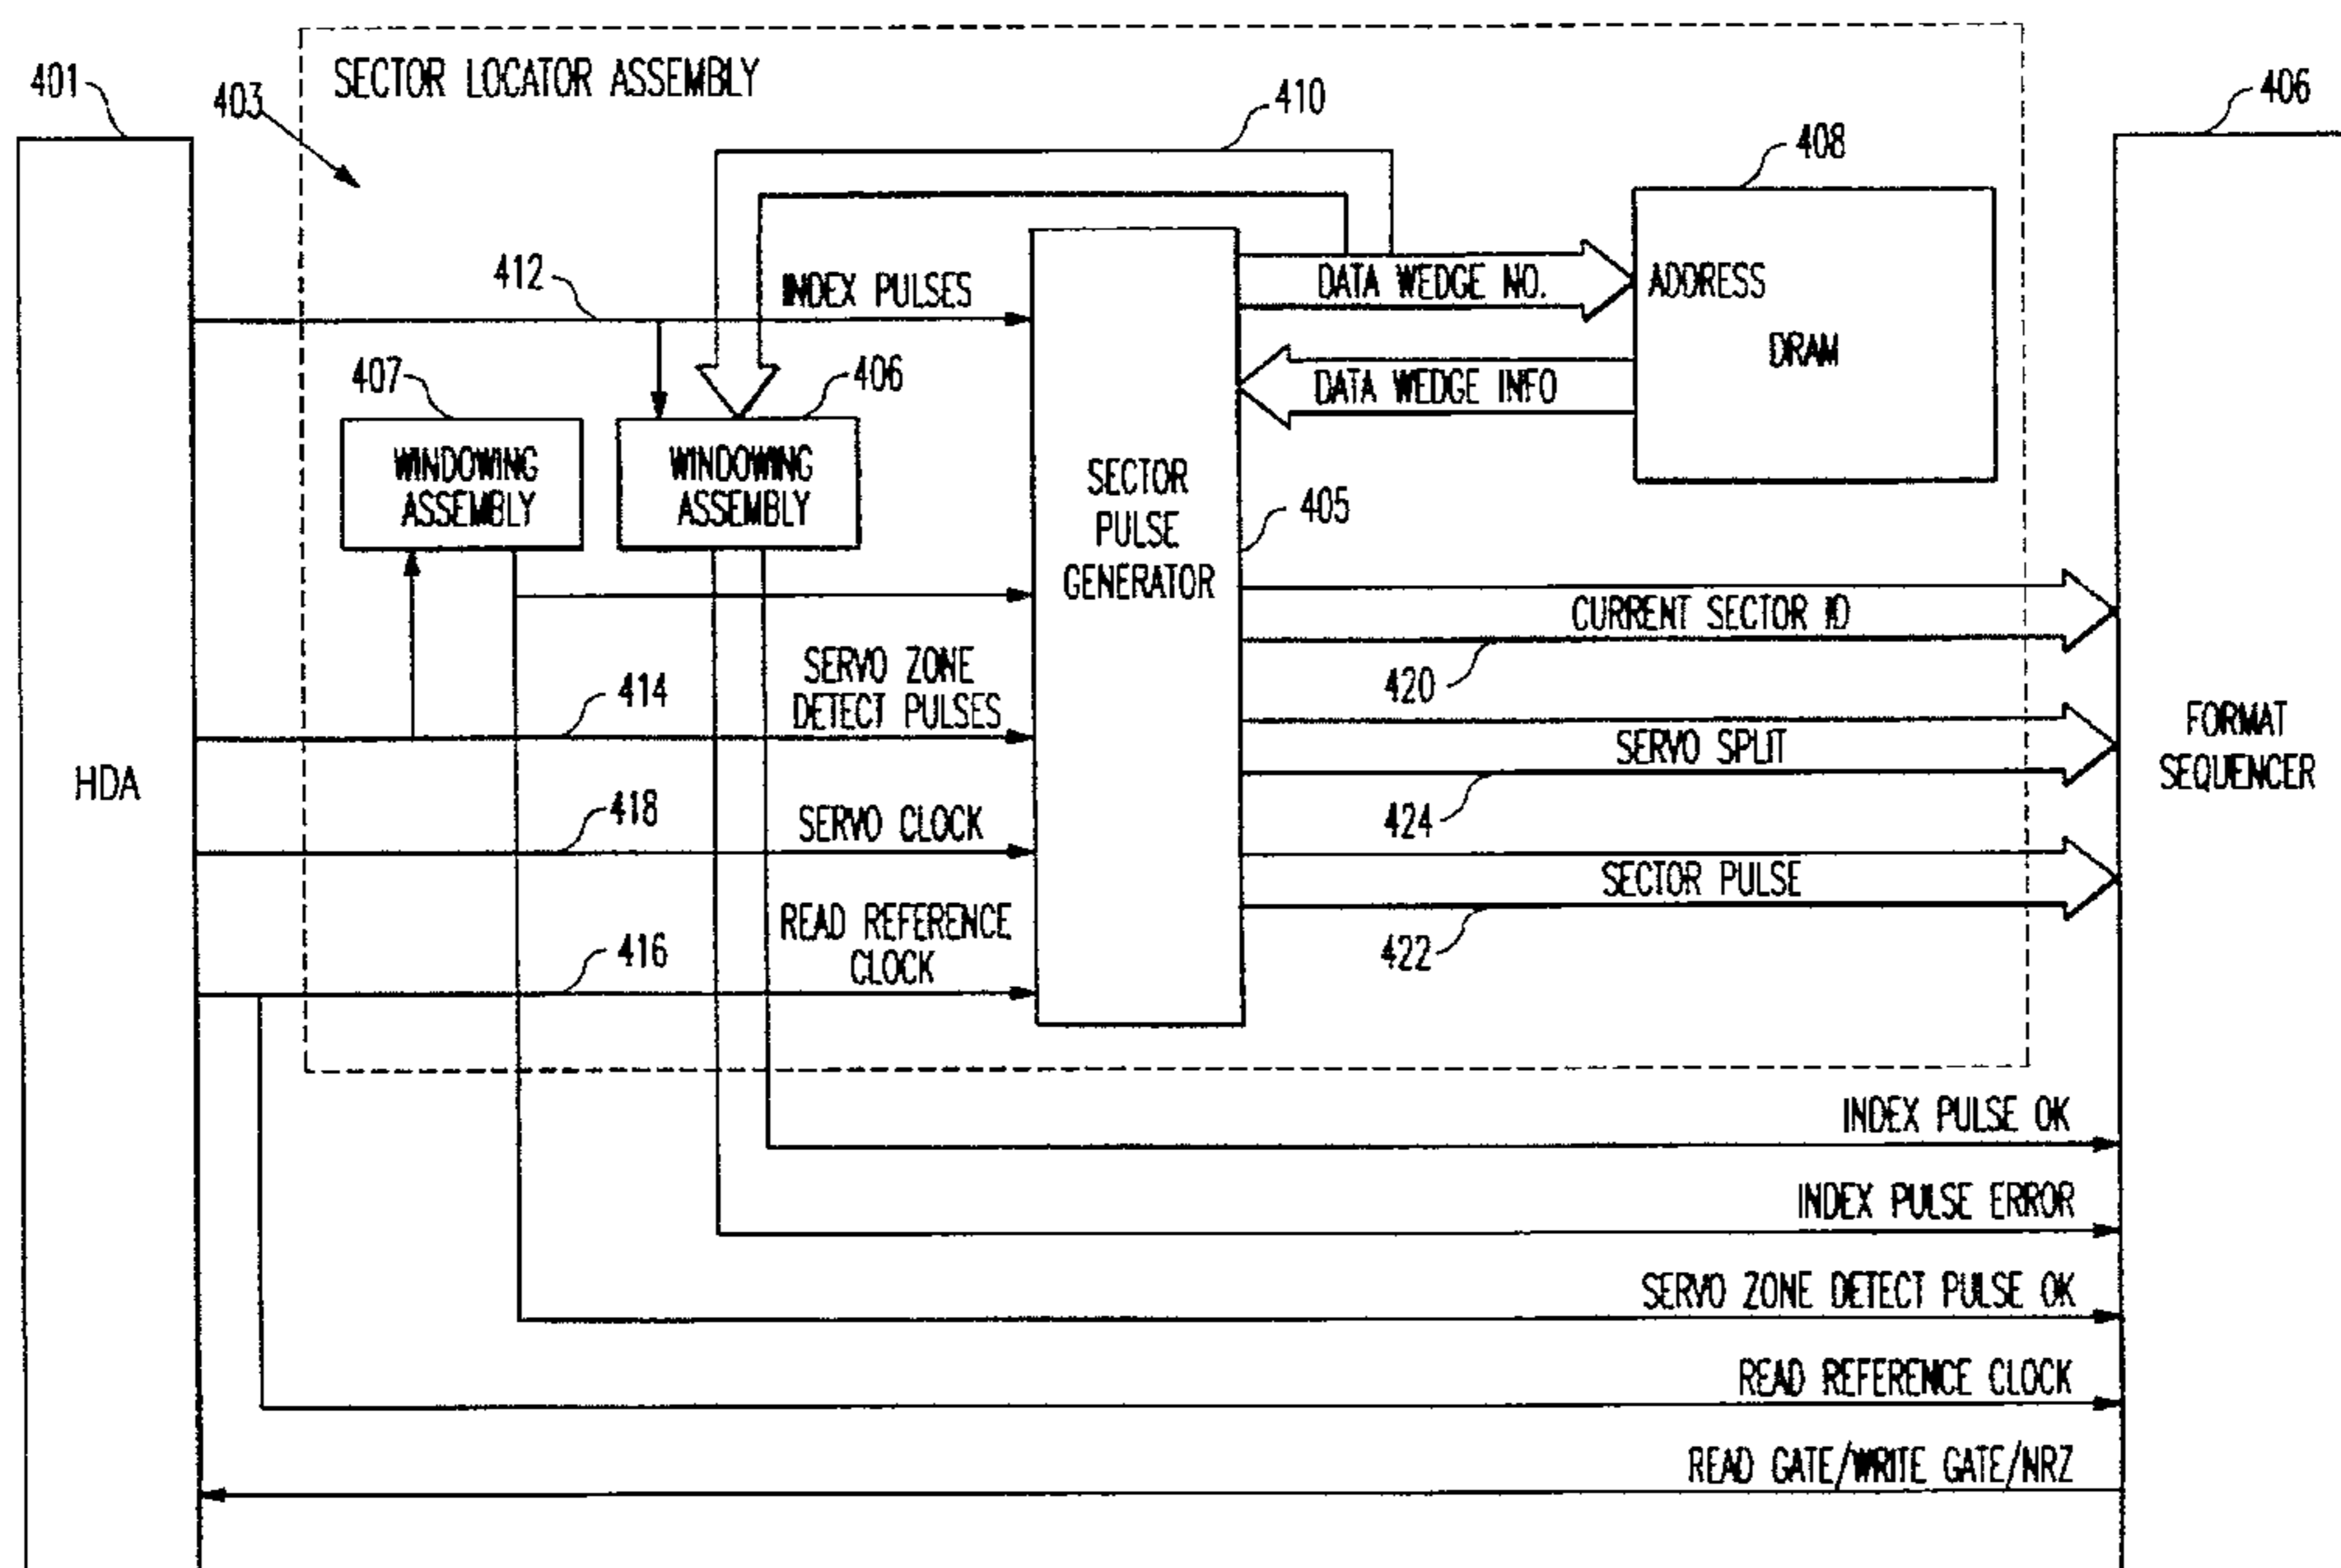 401
403
SECTOR LOCATOR ASSEMBLY
410
406
408
412
INDEX PULSES
DATA WEDGE NO.
ADDRESS
DRAM
407
406
DATA WEDGE INFO
WINDOWING
ASSEMBLY
WINDOWING
ASSEMBLY
SECTOR
PULSE
GENERATOR
405
CURRENT SECTOR ID
420
SERVO ZONE
DETECT PULSES
414
SERVO SPLIT
424
FORMAT
SEQUENCER
HDA
418
SERVO CLOCK
SECTOR PULSE
422
READ REFERENCE
CLOCK
416
INDEX PULSE OK
INDEX PULSE ERROR
SERVO ZONE DETECT PULSE OK
READ REFERENCE CLOCK
READ GATE/WRITE GATE/NRZ